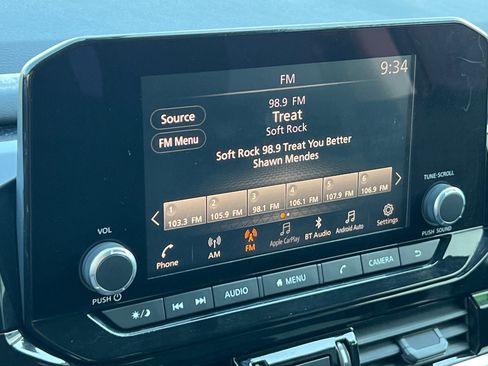 FM
9:34
98.9 FM
Source
Treat
Soft Rock
FM Menu
Soft Rock 98.9 Treat You Better
Shawn Mendes
1 2 3 4 5 6
103.3 FM 105.9 FM 98.1 FM 106.1 FM 107.9 FM 106.9 FM
Phone AM FM Apple CarPlay BT Audio Android Auto Settings
VOL
PUSH
TUNE•SCROLL
PUSH SOUND
AUDIO MENU CAMERA